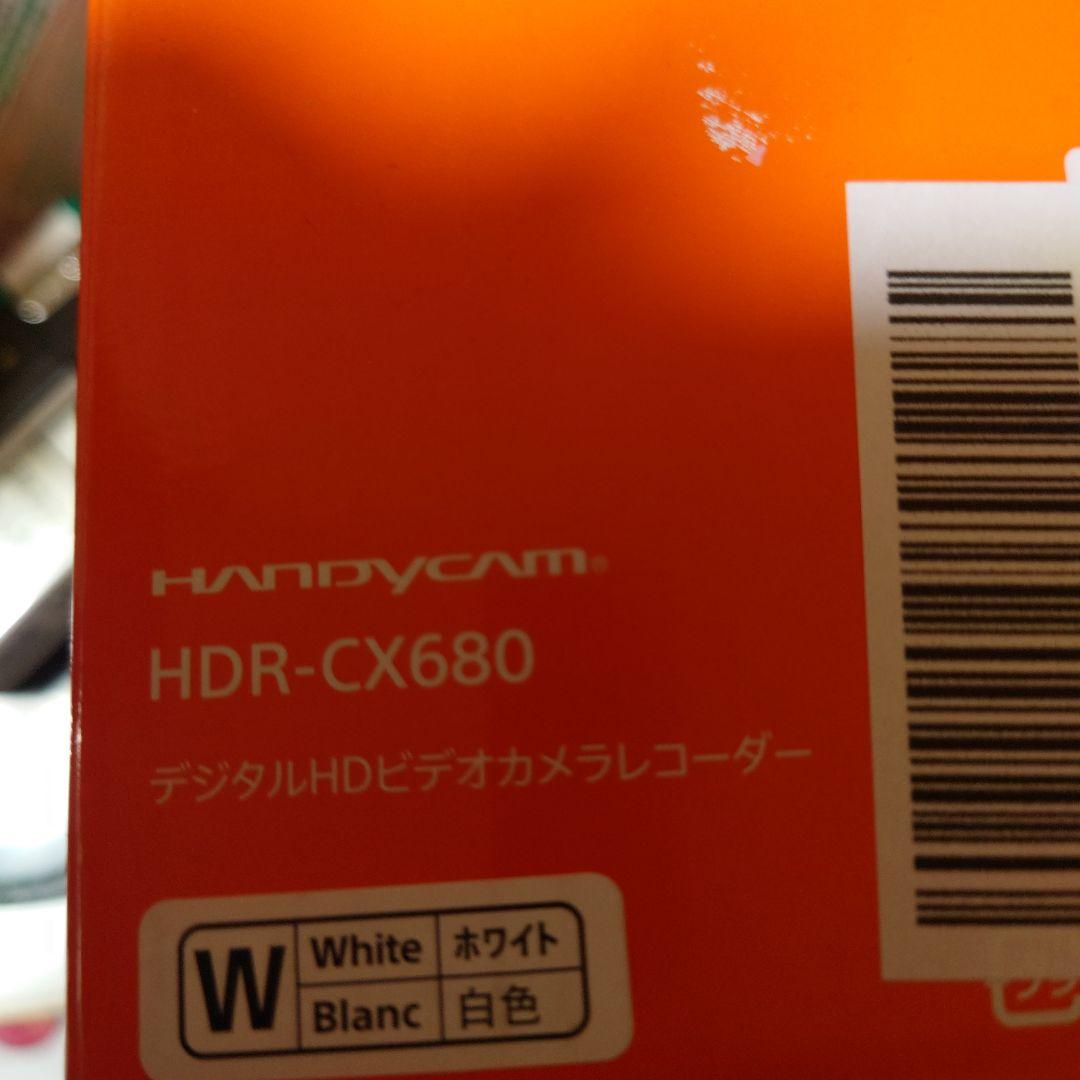 HANDYCAM®
HDR-CX680
デジタルHDビデオカメラレコーダー
W White ホワイト
Blanc 白色